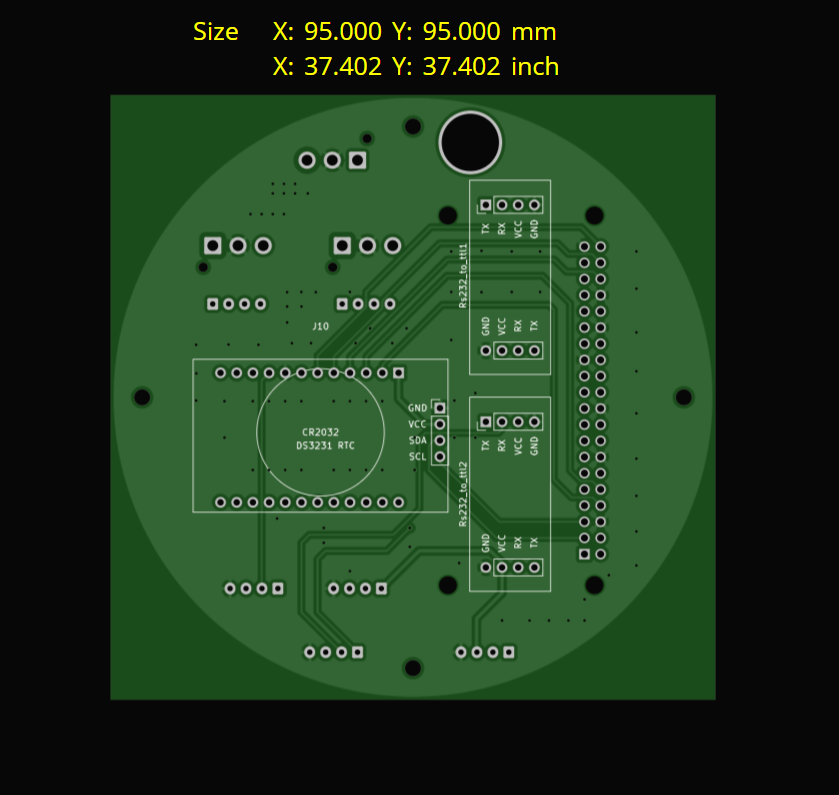 Size X: 95.000 Y: 95.000 mm
X: 37.402 Y: 37.402 inch
TX
RX
VCC
GND
Rs232_to_ttl1
GND
VCC
RX
TX
J10
GND
VCC
SDA
SCL
CR2032
DS3231 RTC
TX
RX
VCC
GND
Rs232_to_ttl2
GND
VCC
RX
TX